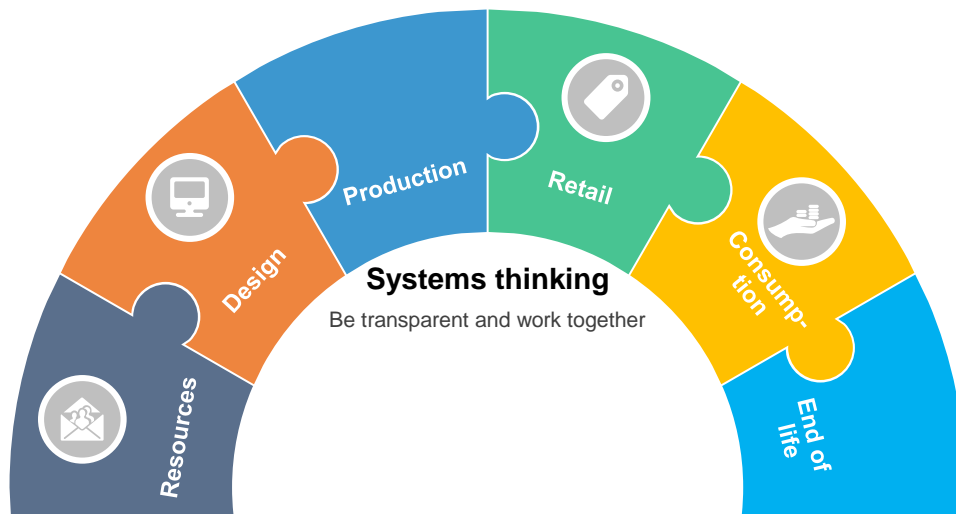 Resources
Design
Production
Retail
Consump-
tion
End of
life
Systems thinking
Be transparent and work together